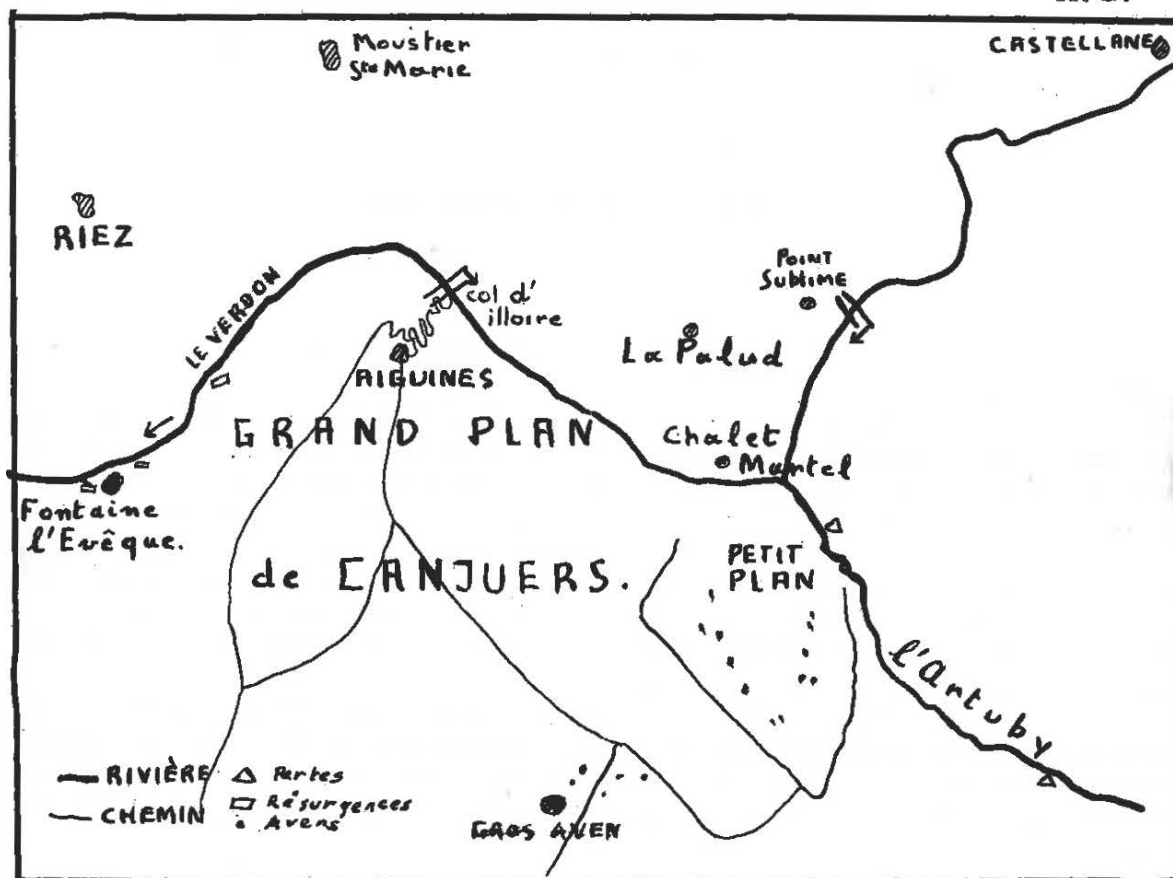 Moustier
Ste Marie
CASTELLANE
RIEZ
POINT
SUBLIME
LE VERDON
col d'
illoire
La Palud
AIGUINES
GRAND PLAN
Chalet
Martel
Fontaine
l'Evêque.
de CANJUERS.
PETIT
PLAN
l'Artuby
RIVIÈRE
Pertes
CHEMIN
Résurgences
Avens
GROS AVEN